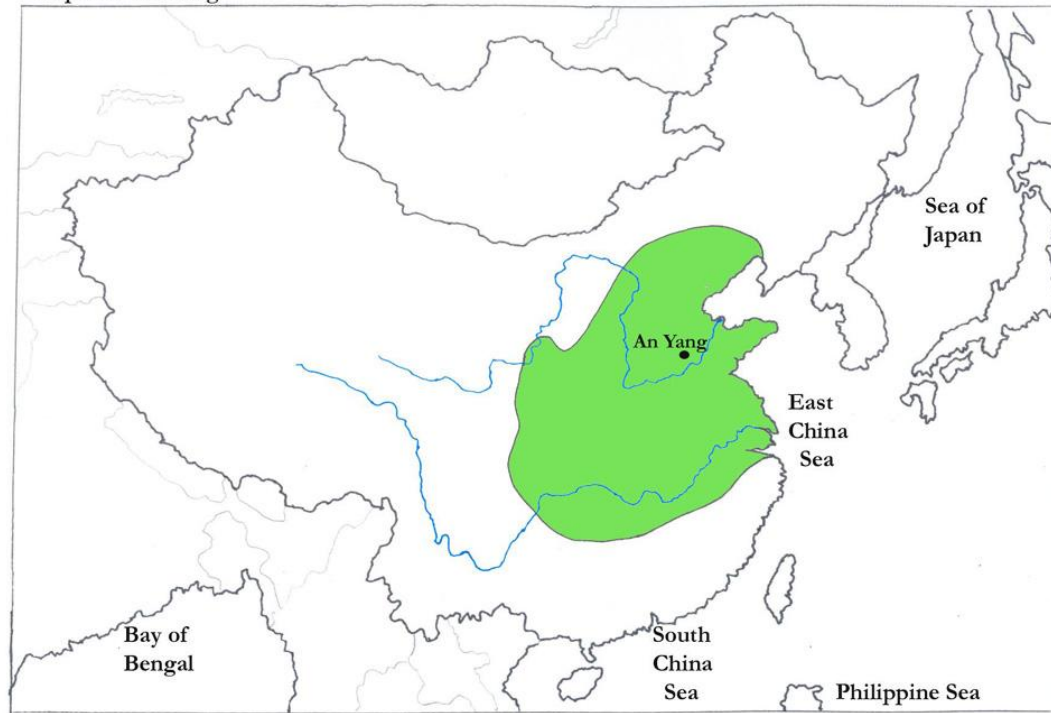 Sea of
Japan
An Yang
East
China
Sea
Bay of
Bengal
South
China
Sea
Philippine Sea